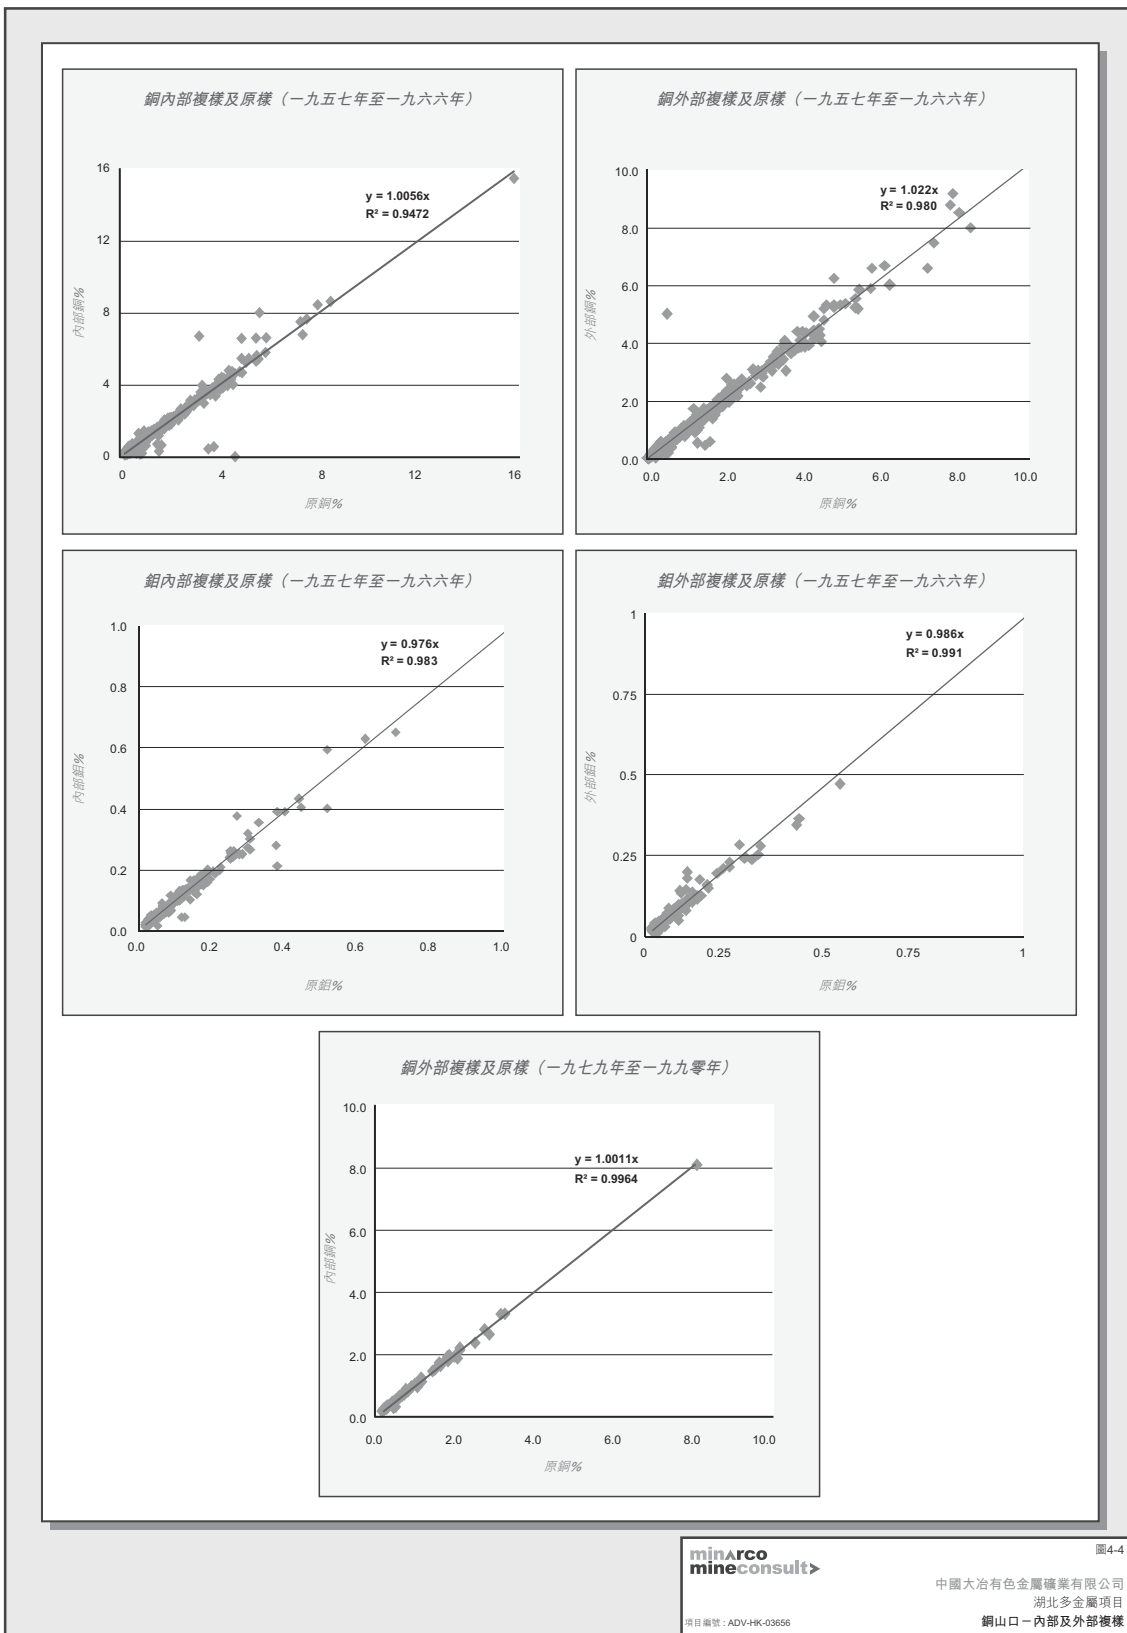 銅內部複樣及原樣（一九五七年至一九六六年）
16
12
8
4
0
內部銅%
y = 1.0056x
R² = 0.9472
0 4 8 12 16
原銅%
銅外部複樣及原樣（一九五七年至一九六六年）
10.0
8.0
6.0
4.0
2.0
0.0
外部銅%
y = 1.022x
R² = 0.980
0.0 2.0 4.0 6.0 8.0 10.0
原銅%
鉬內部複樣及原樣（一九五七年至一九六六年）
1.0
0.8
0.6
0.4
0.2
0.0
內部鉬%
y = 0.976x
R² = 0.983
0.0 0.2 0.4 0.6 0.8 1.0
原鉬%
鉬外部複樣及原樣（一九五七年至一九六六年）
1
0.75
0.5
0.25
0
外部鉬%
y = 0.986x
R² = 0.991
0 0.25 0.5 0.75 1
原鉬%
銅外部複樣及原樣（一九七九年至一九九零年）
10.0
8.0
6.0
4.0
2.0
0.0
內部銅%
y = 1.0011x
R² = 0.9964
0.0 2.0 4.0 6.0 8.0 10.0
原銅%
minarco
mineconsult
圖4-4
中國大冶有色金屬礦業有限公司
湖北多金屬項目
項目編號 : ADV-HK-03656
銅山口－內部及外部複樣